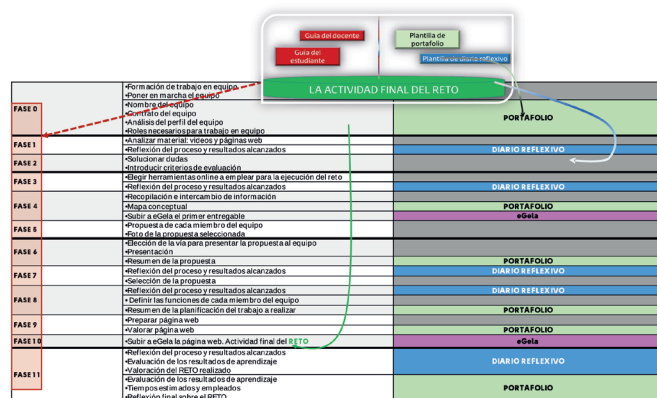 Guía del docente
Guía del
estudiante
Plantilla de
portafolio
Plantilla de diario reflexivo
LA ACTIVIDAD FINAL DEL RETO
•Formación de trabajo en equipo
•Poner en marcha el equipo
FASE 0
•Nombre del equipo
•Contrato del equipo
•Análisis del perfil del equipo
•Roles necesarios para trabajo en equipo
PORTAFOLIO
FASE 1
•Analizar material: vídeos y páginas web
•Reflexión del proceso y resultados alcanzados
DIARIO REFLEXIVO
FASE 2
•Solucionar dudas
•Introducir criterios de evaluación
FASE 3
•Elegir herramientas online a emplear para la ejecución del reto
•Reflexión del proceso y resultados alcanzados
DIARIO REFLEXIVO
FASE 4
•Recopilación e intercambio de información
•Mapa conceptual
PORTAFOLIO
•Subir a eGela el primer entregable
eGela
FASE 5
•Propuesta de cada miembro del equipo
•Foto de la propuesta seleccionada
FASE 6
•Elección de la vía para presentar la propuesta al equipo
•Presentación
•Resumen de la propuesta
PORTAFOLIO
FASE 7
•Reflexión del proceso y resultados alcanzados
DIARIO REFLEXIVO
•Selección de la propuesta
FASE 8
•Reflexión del proceso y resultados alcanzados
DIARIO REFLEXIVO
• Definir las funciones de cada miembro del equipo
•Resumen de la planificación del trabajo a realizar
PORTAFOLIO
FASE 9
•Preparar página web
•Valorar página web
PORTAFOLIO
FASE 10
•Subir a eGela la página web. Actividad final del RETO
eGela
FASE 11
•Reflexión del proceso y resultados alcanzados
•Evaluación de los resultados de aprendizaje
•Valoración del RETO realizado
DIARIO REFLEXIVO
•Evaluación de los resultados de aprendizaje
•Tiempos estimados y empleados
•Reflexión final sobre el RETO
PORTAFOLIO